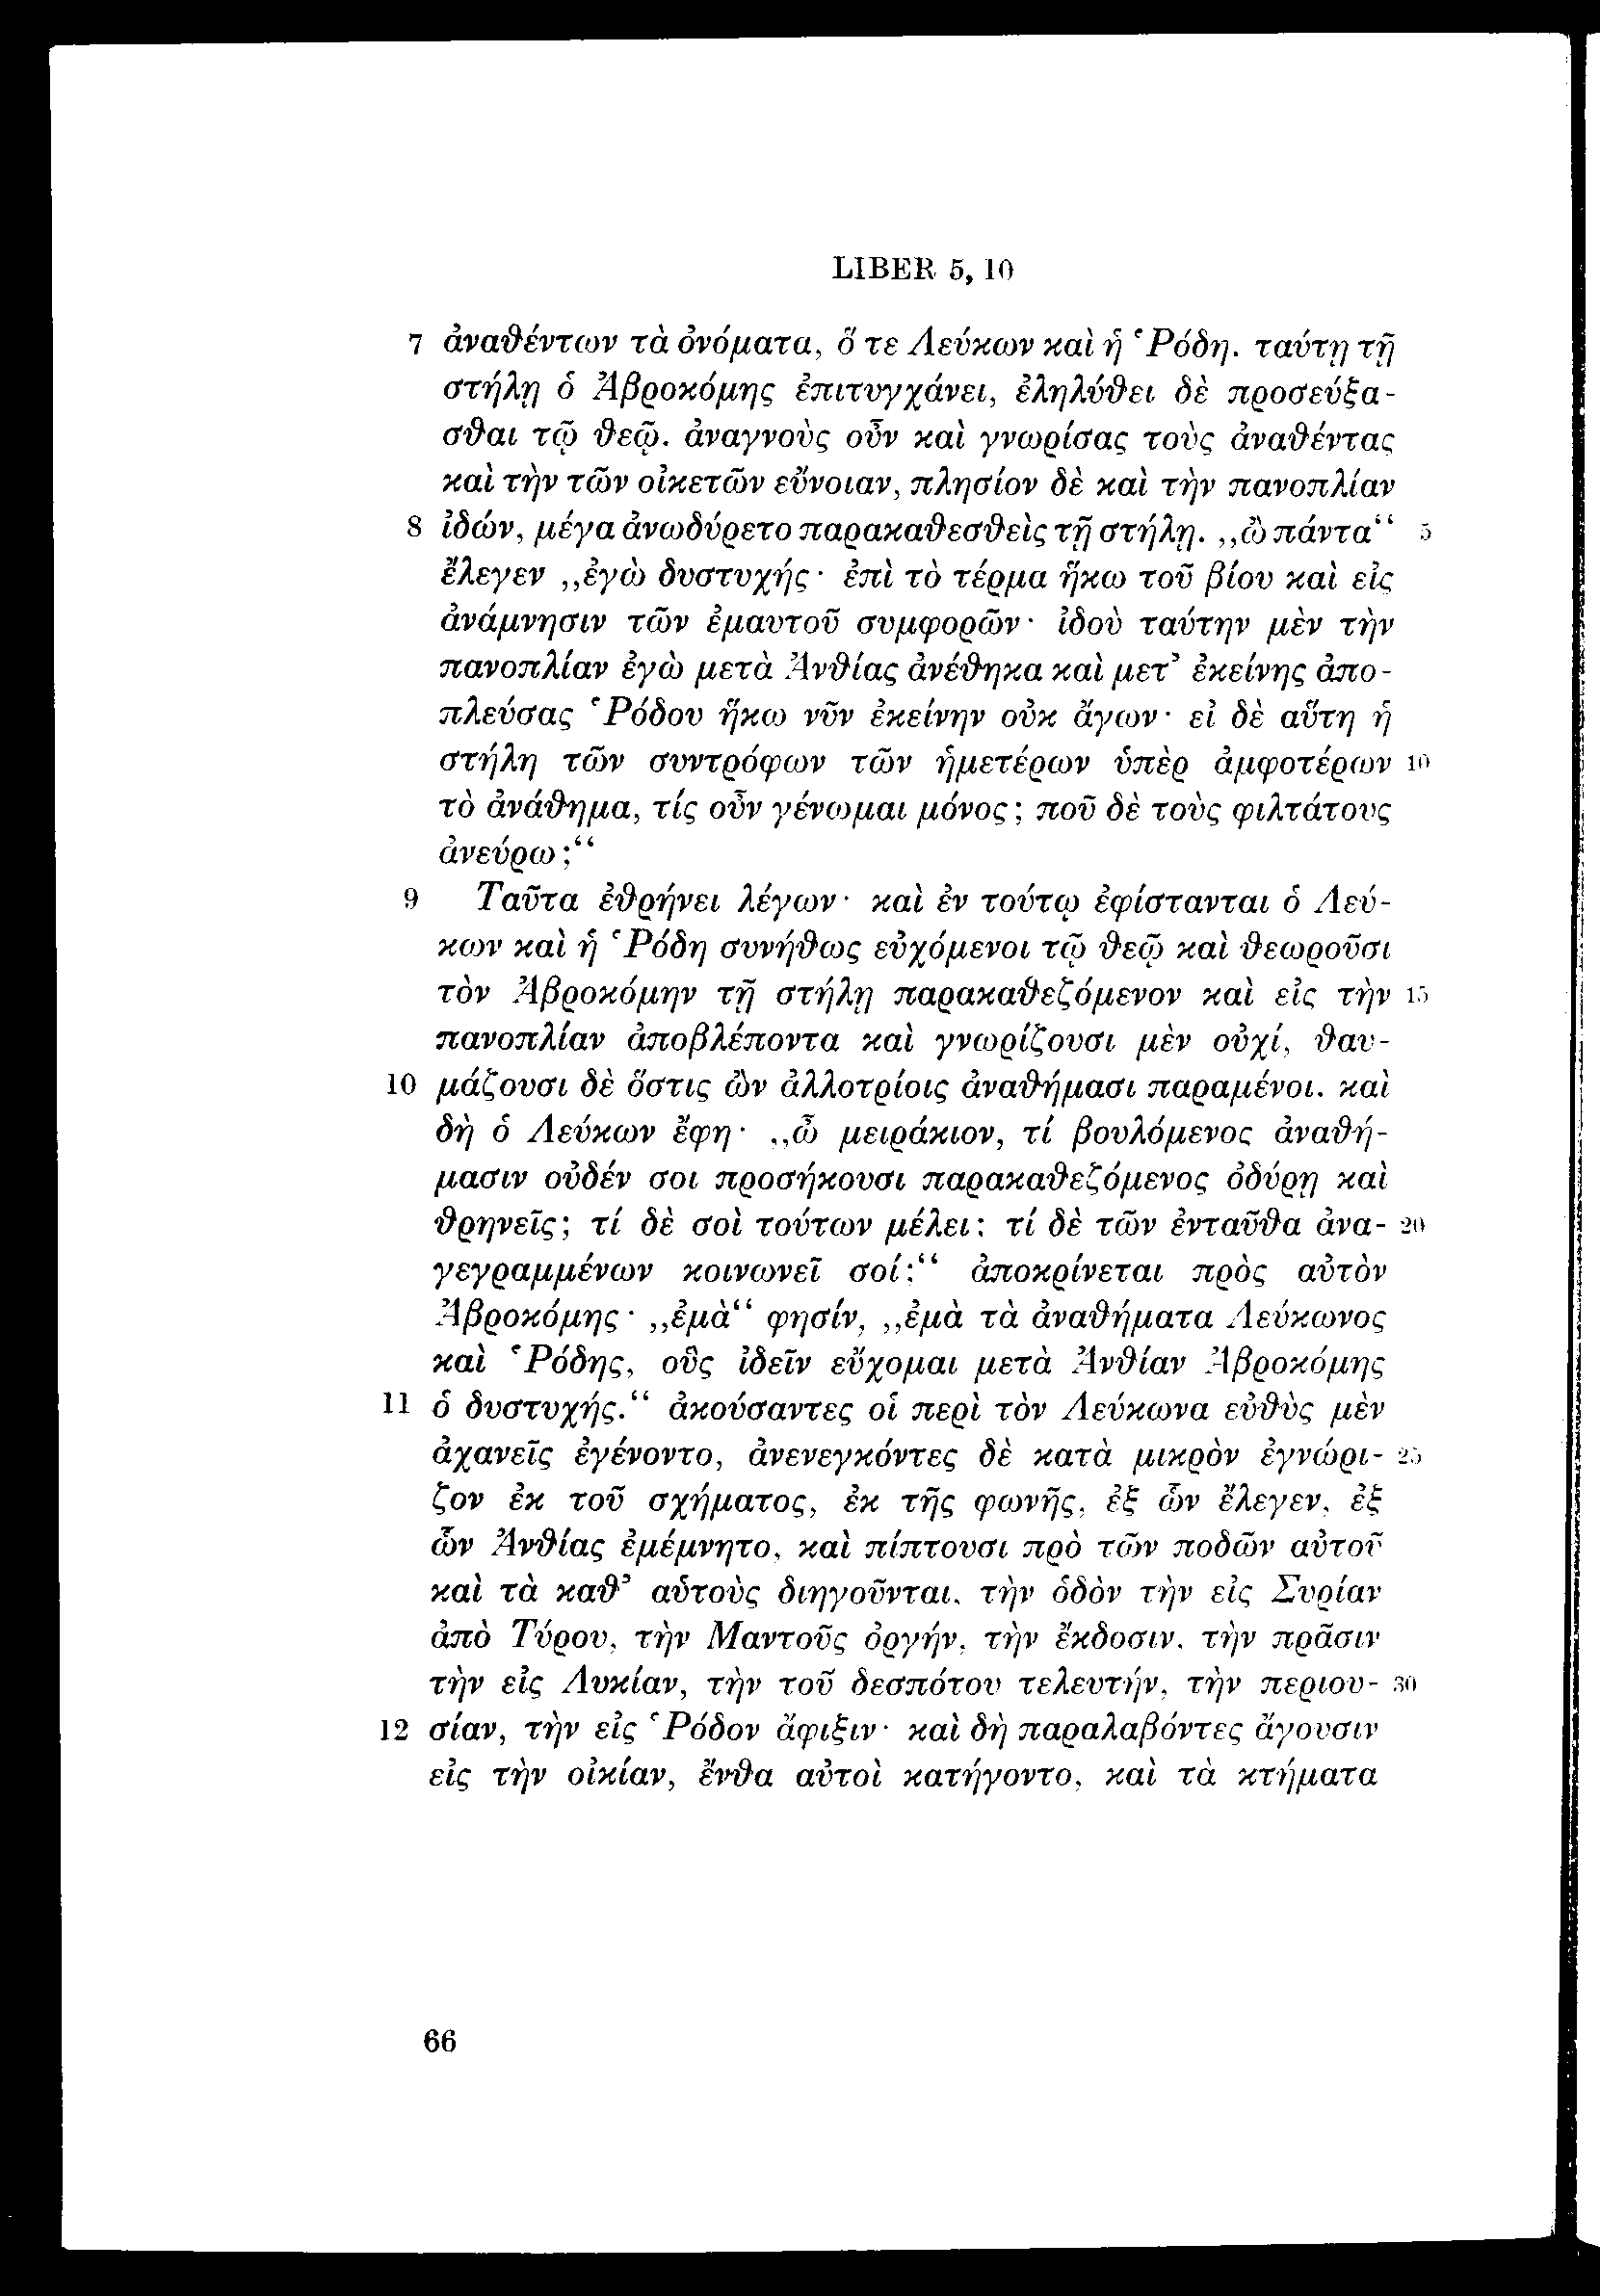 LIBER 5, 10
7 ἀναθέντων τὰ ὀνόματα, ὅ τε Λεύκων καὶ ἡ Ῥόδη. ταύτῃ τῇ
στήλῃ ὁ Ἁβροκόμης ἐπιτυγχάνει, ἐληλύθει δὲ προσεύξα-
σθαι τῷ θεῷ. ἀναγνοὺς οὖν καὶ γνωρίσας τοὺς ἀναθέντας
καὶ τὴν τῶν οἰκετῶν εὔνοιαν, πλησίον δὲ καὶ τὴν πανοπλίαν
8 ἰδών, μέγα ἀνωδύρετο παρακαθεσθεὶς τῇ στήλῃ. „ὢ πάντα“ 5
ἔλεγεν „ἐγὼ δυστυχής· ἐπὶ τὸ τέρμα ἥκω τοῦ βίου καὶ εἰς
ἀνάμνησιν τῶν ἐμαυτοῦ συμφορῶν· ἰδοὺ ταύτην μὲν τὴν
πανοπλίαν ἐγὼ μετὰ Ἀνθίας ἀνέθηκα καὶ μετ’ ἐκείνης ἀπο-
πλεύσας Ῥόδου ἥκω νῦν ἐκείνην οὐκ ἄγων· εἰ δὲ αὕτη ἡ
στήλη τῶν συντρόφων τῶν ἡμετέρων ὑπὲρ ἀμφοτέρων 10
τὸ ἀνάθημα, τίς οὖν γένωμαι μόνος; ποῦ δὲ τοὺς φιλτάτους
ἀνεύρω;“
9 Ταῦτα ἐθρήνει λέγων· καὶ ἐν τούτῳ ἐφίστανται ὁ Λεύ-
κων καὶ ἡ Ῥόδη συνήθως εὐχόμενοι τῷ θεῷ καὶ θεωροῦσι
τὸν Ἁβροκόμην τῇ στήλῃ παρακαθεζόμενον καὶ εἰς τὴν 15
πανοπλίαν ἀποβλέποντα καὶ γνωρίζουσι μὲν οὐχί, θαυ-
10 μάζουσι δὲ ὅστις ὢν ἀλλοτρίοις ἀναθήμασι παραμένοι. καὶ
δὴ ὁ Λεύκων ἔφη· „ὦ μειράκιον, τί βουλόμενος ἀναθή-
μασιν οὐδέν σοι προσήκουσι παρακαθεζόμενος ὀδύρῃ καὶ
θρηνεῖς; τί δὲ σοὶ τούτων μέλει; τί δὲ τῶν ἐνταῦθα ἀνα- 20
γεγραμμένων κοινωνεῖ σοί;“ ἀποκρίνεται πρὸς αὐτὸν
Ἁβροκόμης· „ἐμὰ“ φησίν, „ἐμὰ τὰ ἀναθήματα Λεύκωνος
καὶ Ῥόδης, οὓς ἰδεῖν εὔχομαι μετὰ Ἀνθίαν Ἁβροκόμης
11 ὁ δυστυχής.“ ἀκούσαντες οἱ περὶ τὸν Λεύκωνα εὐθὺς μὲν
ἀχανεῖς ἐγένοντο, ἀνενεγκόντες δὲ κατὰ μικρὸν ἐγνώρι- 25
ζον ἐκ τοῦ σχήματος, ἐκ τῆς φωνῆς, ἐξ ὧν ἔλεγεν, ἐξ
ὧν Ἀνθίας ἐμέμνητο, καὶ πίπτουσι πρὸ τῶν ποδῶν αὐτοῦ
καὶ τὰ καθ’ αὑτοὺς διηγοῦνται, τὴν ὁδὸν τὴν εἰς Συρίαν
ἀπὸ Τύρου, τὴν Μαντοῦς ὀργήν, τὴν ἔκδοσιν, τὴν πρᾶσιν
τὴν εἰς Λυκίαν, τὴν τοῦ δεσπότου τελευτήν, τὴν περιου- 30
12 σίαν, τὴν εἰς Ῥόδον ἄφιξιν· καὶ δὴ παραλαβόντες ἄγουσιν
εἰς τὴν οἰκίαν, ἔνθα αὐτοὶ κατήγοντο, καὶ τὰ κτήματα
66